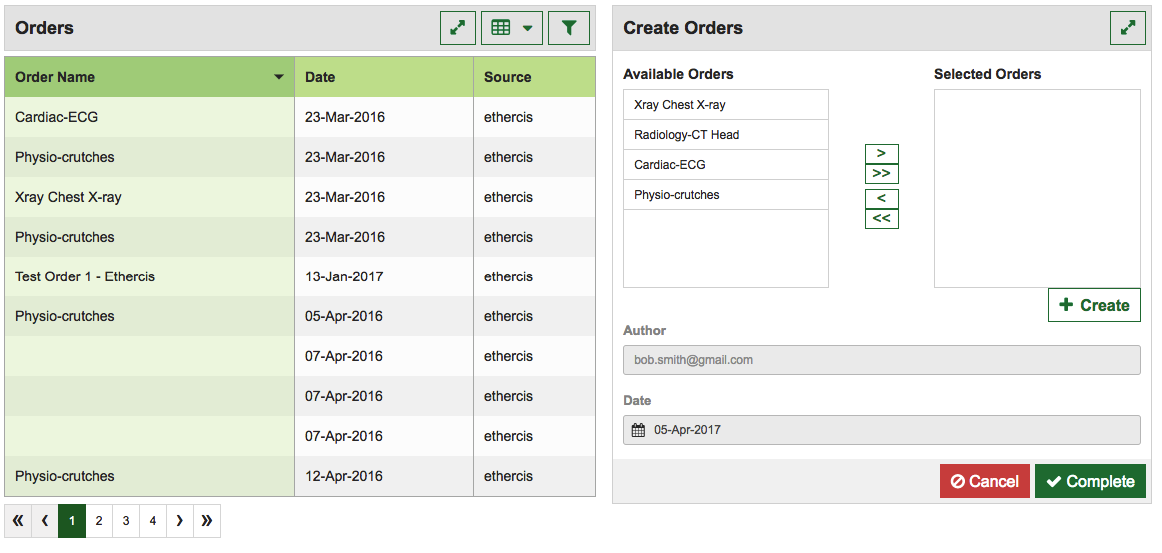 Orders
Order Name Date Source
Cardiac-ECG 23-Mar-2016 ethercis
Physio-crutches 23-Mar-2016 ethercis
Xray Chest X-ray 23-Mar-2016 ethercis
Physio-crutches 23-Mar-2016 ethercis
Test Order 1 - Ethercis 13-Jan-2017 ethercis
Physio-crutches 05-Apr-2016 ethercis
07-Apr-2016 ethercis
07-Apr-2016 ethercis
07-Apr-2016 ethercis
Physio-crutches 12-Apr-2016 ethercis
« ‹ 1 2 3 4 › »
Create Orders
Available Orders
Xray Chest X-ray
Radiology-CT Head
Cardiac-ECG
Physio-crutches
>
>>
<
<<
Selected Orders
+ Create
Author
bob.smith@gmail.com
Date
05-Apr-2017
Cancel Complete